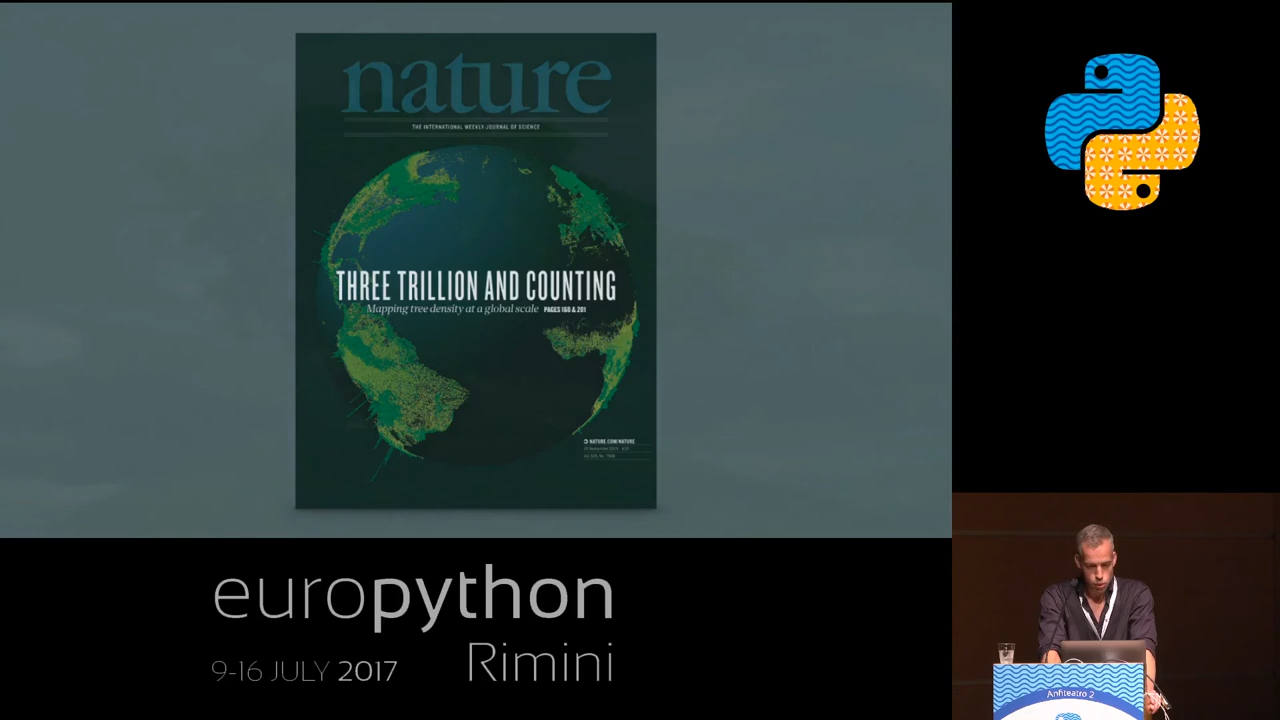 nature
THE INTERNATIONAL WEEKLY JOURNAL OF SCIENCE
THREE TRILLION AND COUNTING
Mapping tree density at a global scale PAGES 160 & 201
NATURE.COM/NATURE
europython
9-16 JULY 2017
Rimini
Anfiteatro 2